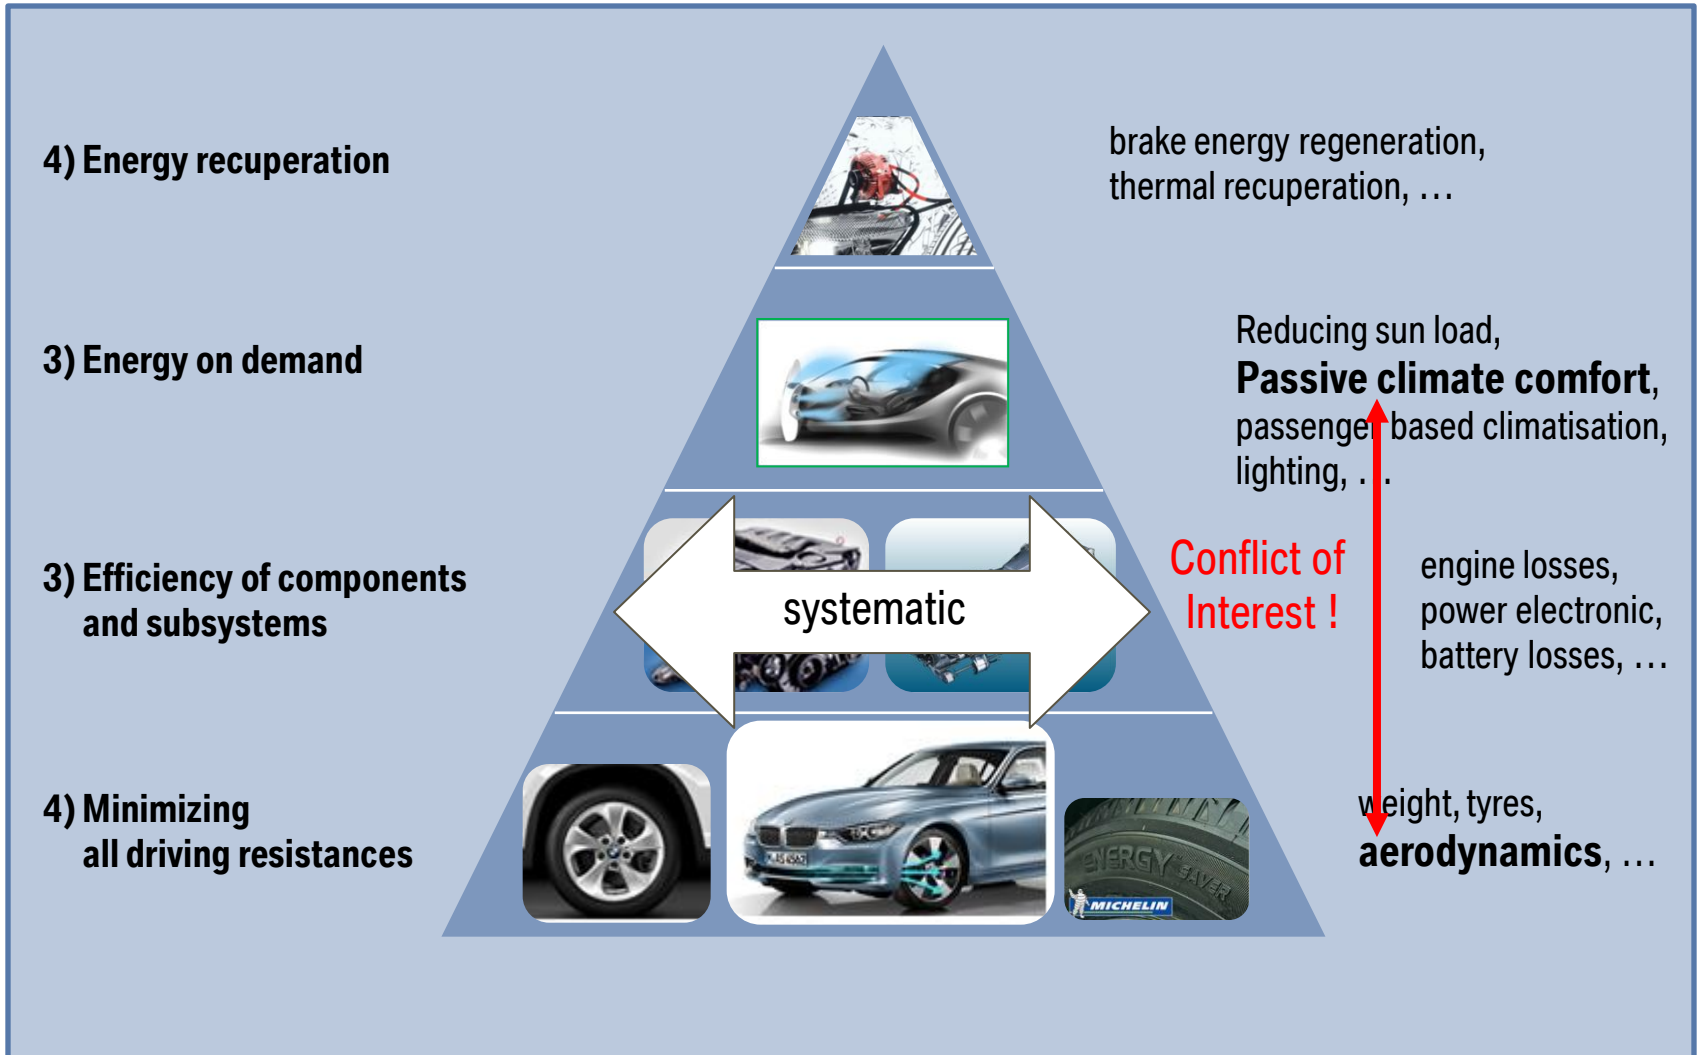 4) Energy recuperation
brake energy regeneration,
thermal recuperation, …
3) Energy on demand
Reducing sun load,
Passive climate comfort,
passenger based climatisation,
lighting, …
3) Efficiency of components
and subsystems
systematic
Conflict of
Interest !
engine losses,
power electronic,
battery losses, …
4) Minimizing
all driving resistances
ENERGY
SAVER
MICHELIN
weight, tyres,
aerodynamics, …